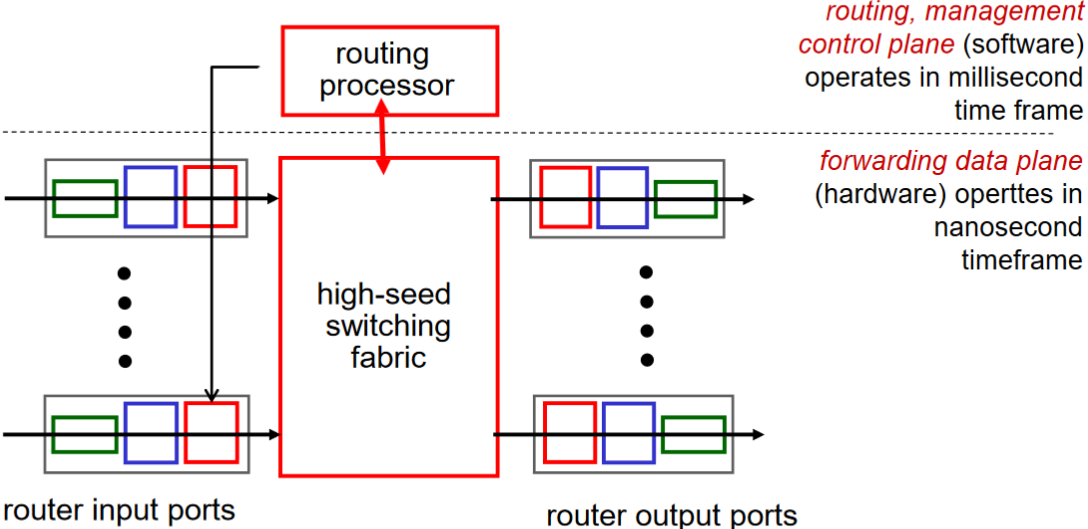 routing, management
control plane (software)
operates in millisecond
time frame
routing
processor
forwarding data plane
(hardware) operttes in
nanosecond
timeframe
high-seed
switching
fabric
router input ports
router output ports